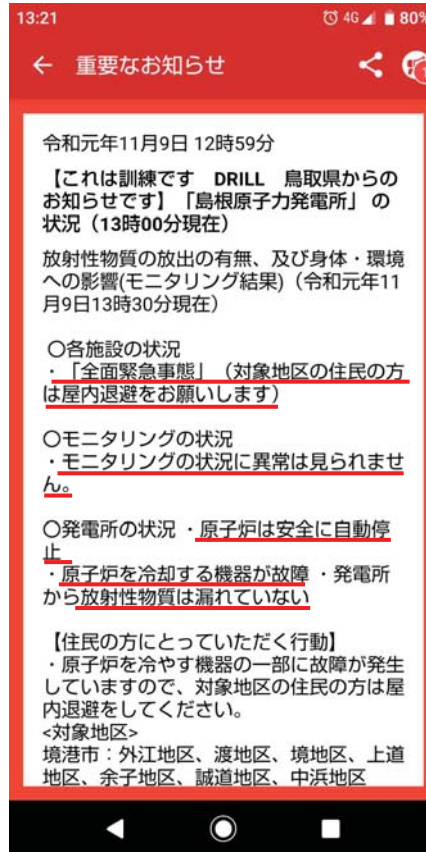 13:21 4G 80%
重要なお知らせ
令和元年11月9日 12時59分
【これは訓練です　DRILL　鳥取県からの
お知らせです】「島根原子力発電所」 の
状況（13時00分現在）
放射性物質の放出の有無、及び身体・環境
への影響(モニタリング結果)（令和元年11
月9日13時30分現在）
〇各施設の状況
・「全面緊急事態」（対象地区の住民の方
は屋内退避をお願いします）
〇モニタリングの状況
・モニタリングの状況に異常は見られませ
ん。
〇発電所の状況 ・原子炉は安全に自動停
止
・原子炉を冷却する機器が故障 ・発電所
から放射性物質は漏れていない
【住民の方にとっていただく行動】
・原子炉を冷やす機器の一部に故障が発生
していますので、対象地区の住民の方は屋
内退避をしてください。
<対象地区>
境港市：外江地区、渡地区、境地区、上道
地区、余子地区、誠道地区、中浜地区